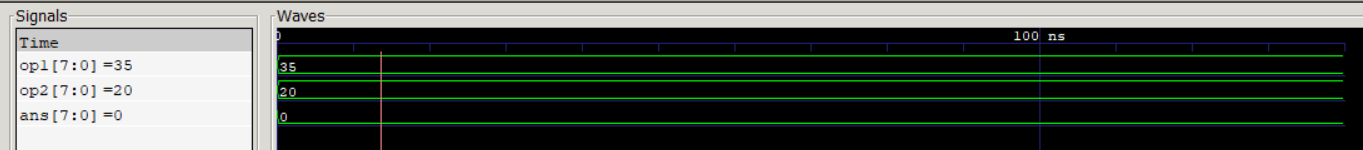 Signals
Time
op1[7:0] =35
op2[7:0] =20
ans[7:0] =0
Waves
0
100 ns
35
20
0